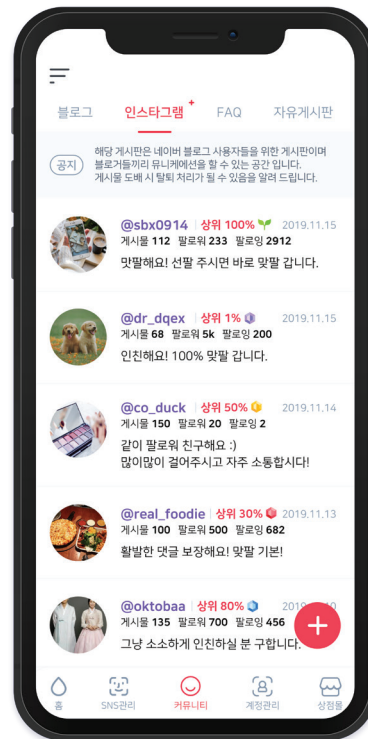 블로그 인스타그램 + FAQ 자유게시판
공지
해당 게시판은 네이버 블로그 사용자들을 위한 게시판이며
블로거들끼리 뮤니케에션을 할 수 있는 공간 입니다.
게시물 도배 시 탈퇴 처리가 될 수 있음을 알려 드립니다.
@sbx0914 상위 100% 2019.11.15
게시물 112 팔로워 233 팔로잉 2912
맛팔해요! 선팔 주시면 바로 맞팔 갑니다.
@dr_dqex 상위 1% 2019.11.15
게시물 68 팔로워 5k 팔로잉 200
인친해요! 100% 맞팔 갑니다.
@co_duck 상위 50% 2019.11.14
게시물 150 팔로워 20 팔로잉 2
같이 팔로워 친구해요 :)
많이많이 걸어주시고 자주 소통합시다!
@real_foodie 상위 30% 2019.11.13
게시물 100 팔로워 500 팔로잉 682
활발한 댓글 보장해요! 맞팔 기본!
@oktobaa 상위 80%
게시물 135 팔로워 700 팔로잉 456
그냥 소소하게 인친하실 분 구합니다.
+
홈 SNS관리 커뮤니티 계정관리 상점몰